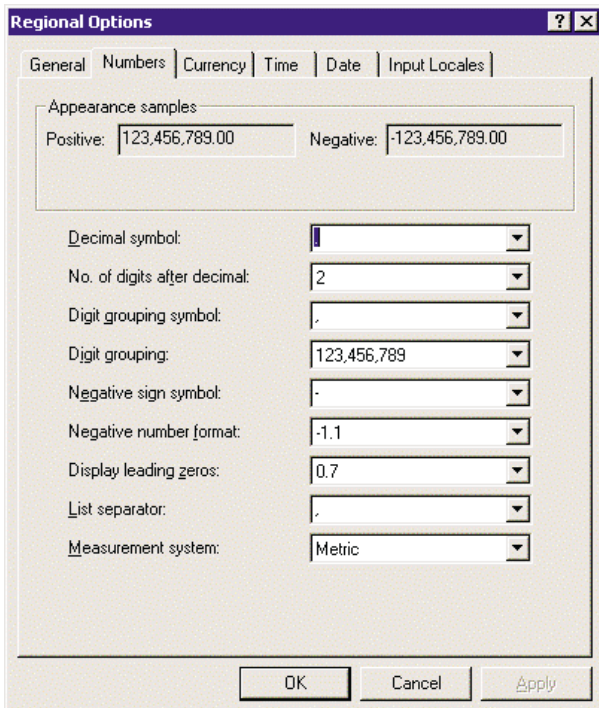 Regional Options
General Numbers Currency Time Date Input Locales
Appearance samples
Positive: 123,456,789.00 Negative: -123,456,789.00
Decimal symbol: .
No. of digits after decimal: 2
Digit grouping symbol: ,
Digit grouping: 123,456,789
Negative sign symbol: -
Negative number format: -1.1
Display leading zeros: 0.7
List separator: ,
Measurement system: Metric
OK Cancel Apply